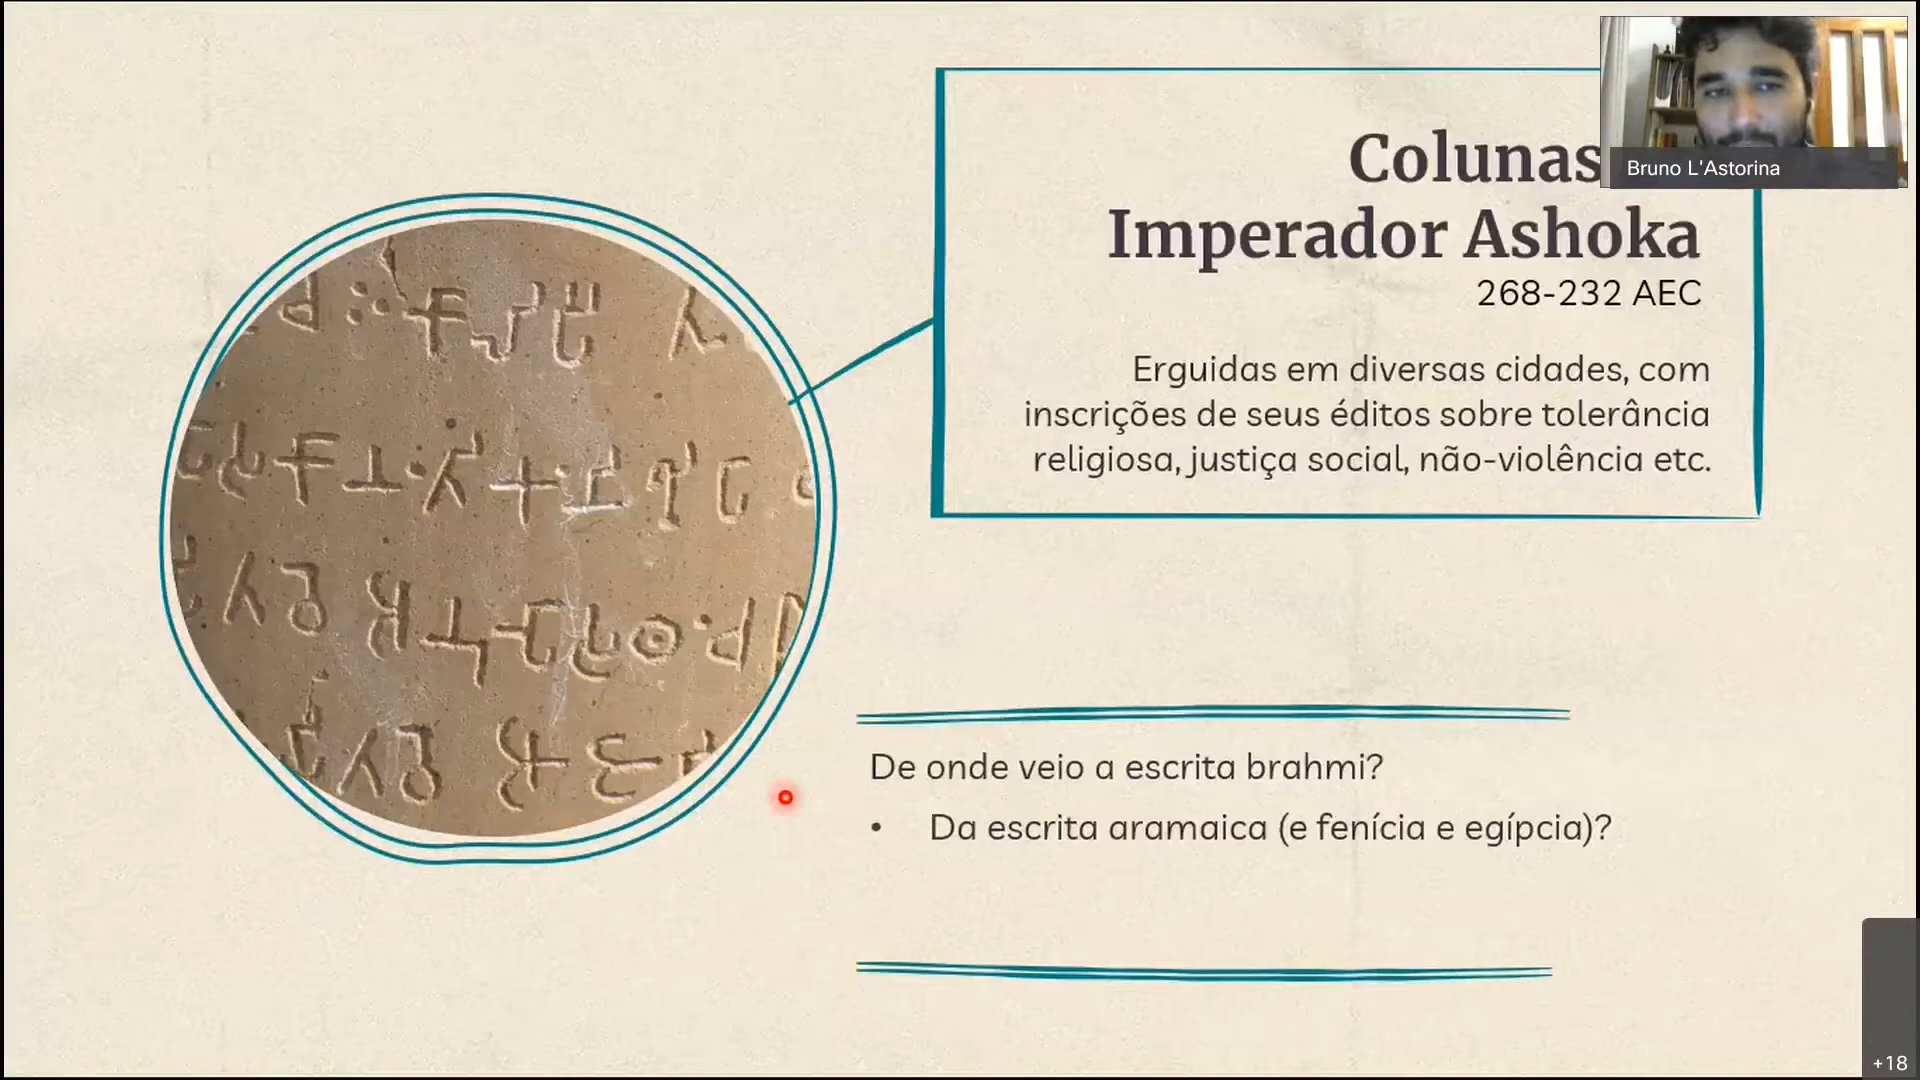 Colunas
Imperador Ashoka
268-232 AEC
Erguidas em diversas cidades, com
inscrições de seus éditos sobre tolerância
religiosa, justiça social, não-violência etc.
De onde veio a escrita brahmi?
• Da escrita aramaica (e fenícia e egípcia)?
Bruno L'Astorina
+18